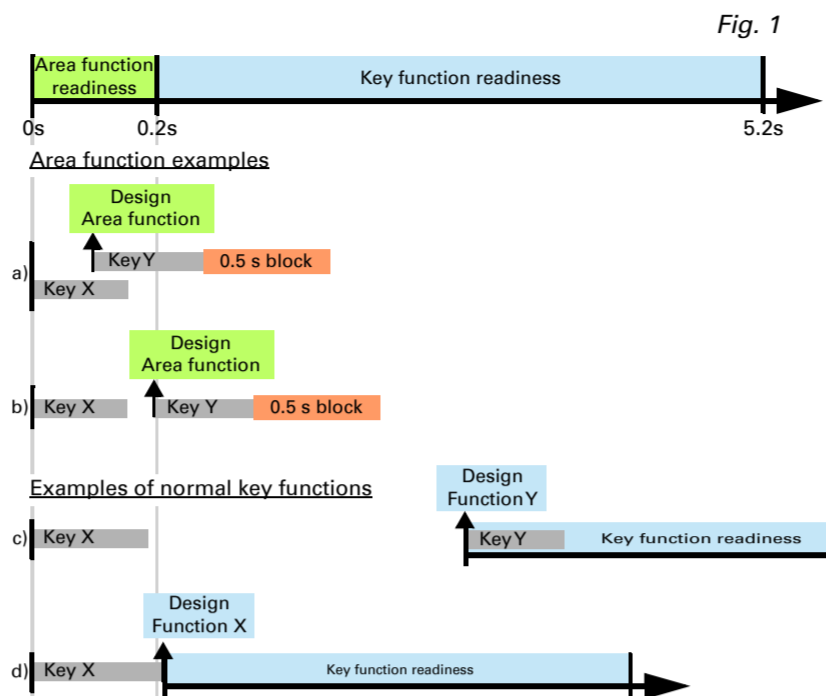 Fig. 1
Area function
readiness
Key function readiness
0s
0.2s
5.2s
Area function examples
Design
Area function
Key Y
0.5 s block
a)
Key X
Design
Area function
b)
Key X
Key Y
0.5 s block
Examples of normal key functions
Design
Function Y
c)
Key X
Key Y
Key function readiness
Design
Function X
d)
Key X
Key function readiness